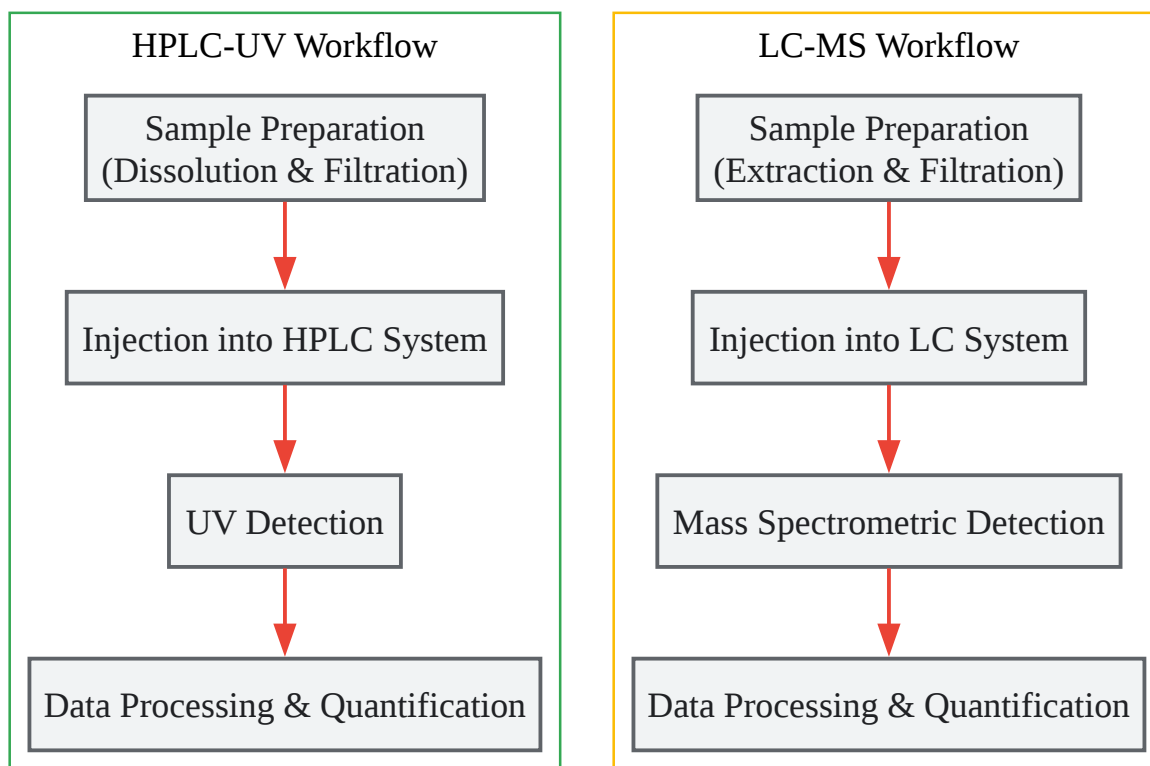 HPLC-UV Workflow
Sample Preparation
(Dissolution & Filtration)
Injection into HPLC System
UV Detection
Data Processing & Quantification
LC-MS Workflow
Sample Preparation
(Extraction & Filtration)
Injection into LC System
Mass Spectrometric Detection
Data Processing & Quantification